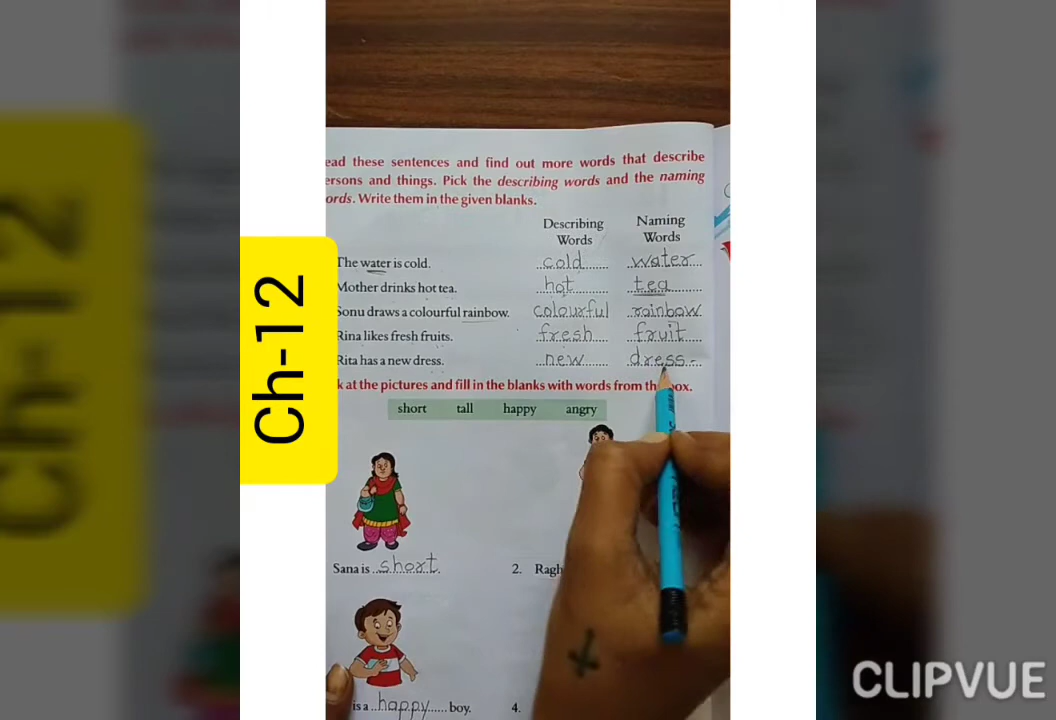 Ch-12
ead these sentences and find out more words that describe
ersons and things. Pick the describing words and the naming
ords. Write them in the given blanks.
Describing Words Naming Words
The water is cold. cold water
Mother drinks hot tea. hot tea
Sonu draws a colourful rainbow. colourful rainbow
Rina likes fresh fruits. fresh fruit
Rita has a new dress. new dress
k at the pictures and fill in the blanks with words from th ox.
short tall happy angry
Sana is short. 2. Ragh
is a happy boy. 4.
CLIPVUE